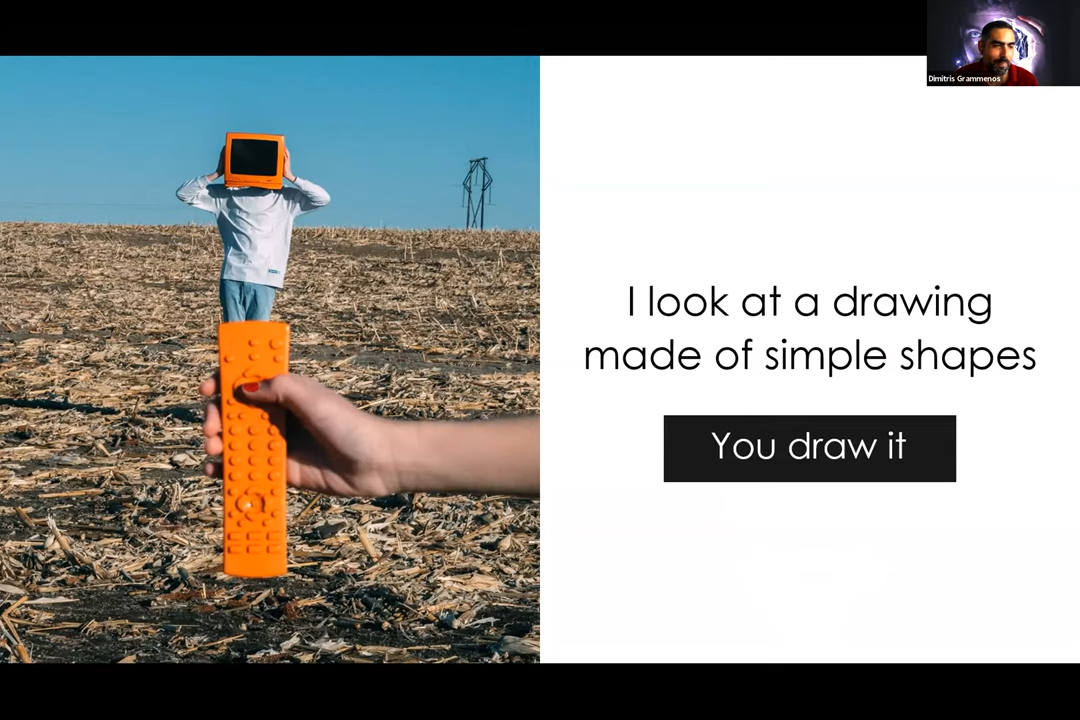 Dimitris Grammenos
I look at a drawing
made of simple shapes
You draw it